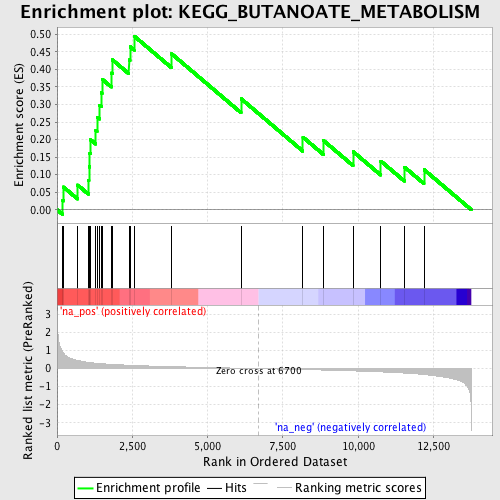 Enrichment plot: KEGG_BUTANOATE_METABOLISM
Enrichment score (ES)
0.50
0.45
0.40
0.35
0.30
0.25
0.20
0.15
0.10
0.05
0.00
'na_pos' (positively correlated)
Ranked list metric (PreRanked)
3
2
1
0
-1
-2
-3
Zero cross at 6700
'na_neg' (negatively correlated)
0
2,500
5,000
7,500
10,000
12,500
Rank in Ordered Dataset
Enrichment profile
Hits
Ranking metric scores